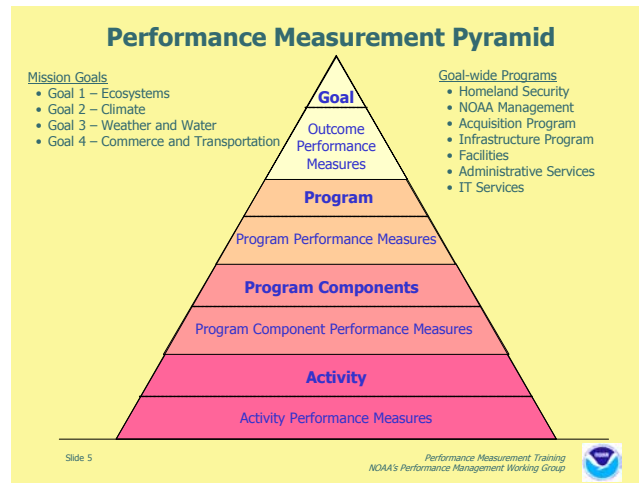 Performance Measurement Pyramid
Mission Goals
• Goal 1 – Ecosystems
• Goal 2 – Climate
• Goal 3 – Weather and Water
• Goal 4 – Commerce and Transportation
Goal-wide Programs
• Homeland Security
• NOAA Management
• Acquisition Program
• Infrastructure Program
• Facilities
• Administrative Services
• IT Services
Goal
Outcome
Performance
Measures
Program
Program Performance Measures
Program Components
Program Component Performance Measures
Activity
Activity Performance Measures
Slide 5
Performance Measurement Training
NOAA's Performance Management Working Group
NOAA